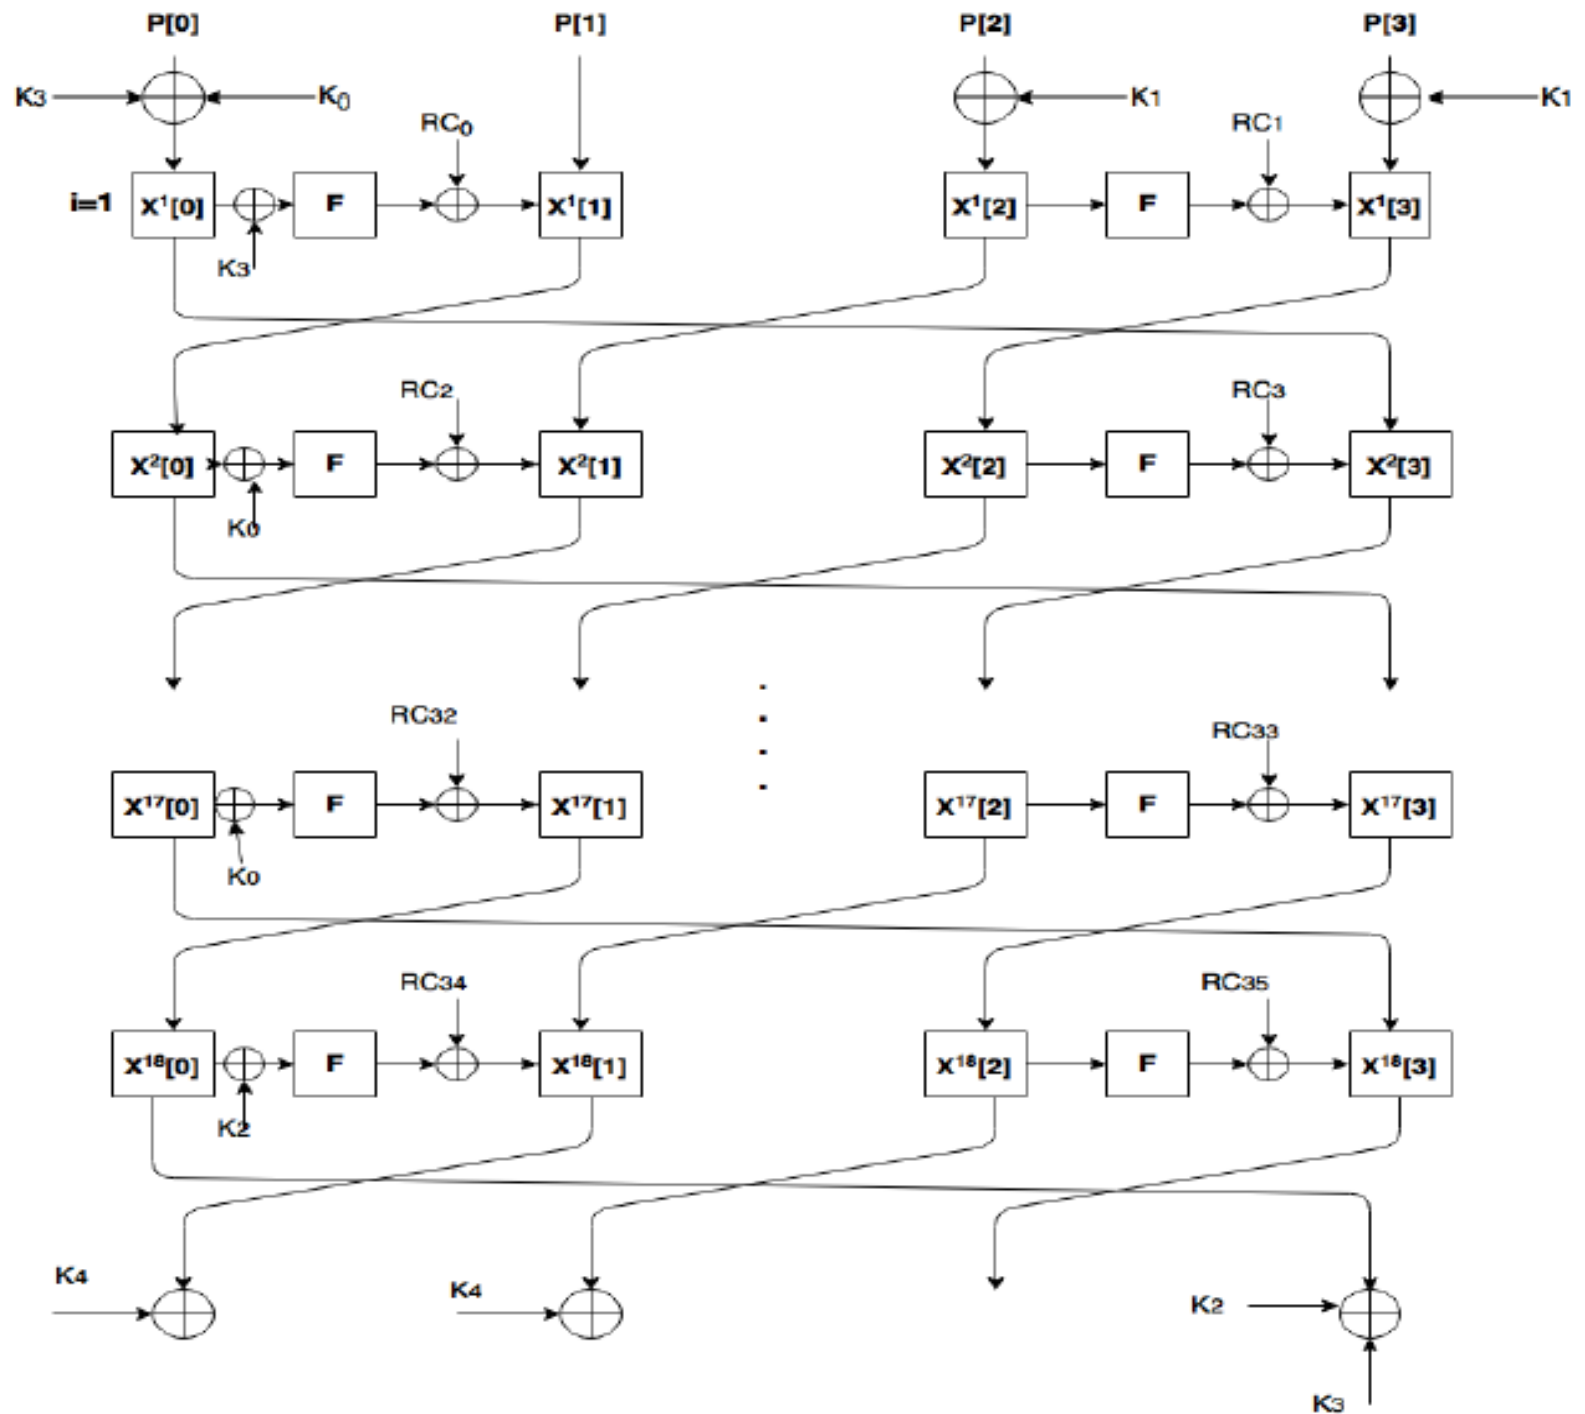 P[0] P[1] P[2] P[3]
K3 K0 K1 K1
RC0 RC1
i=1 X¹[0] F X¹[1] X¹[2] F X¹[3]
K3
RC2 RC3
X²[0] F X²[1] X²[2] F X²[3]
K0
RC32 RC33
X¹⁷[0] F X¹⁷[1] X¹⁷[2] F X¹⁷[3]
K0
RC34 RC35
X¹⁸[0] F X¹⁸[1] X¹⁸[2] F X¹⁸[3]
K2
K4 K4 K2
K3